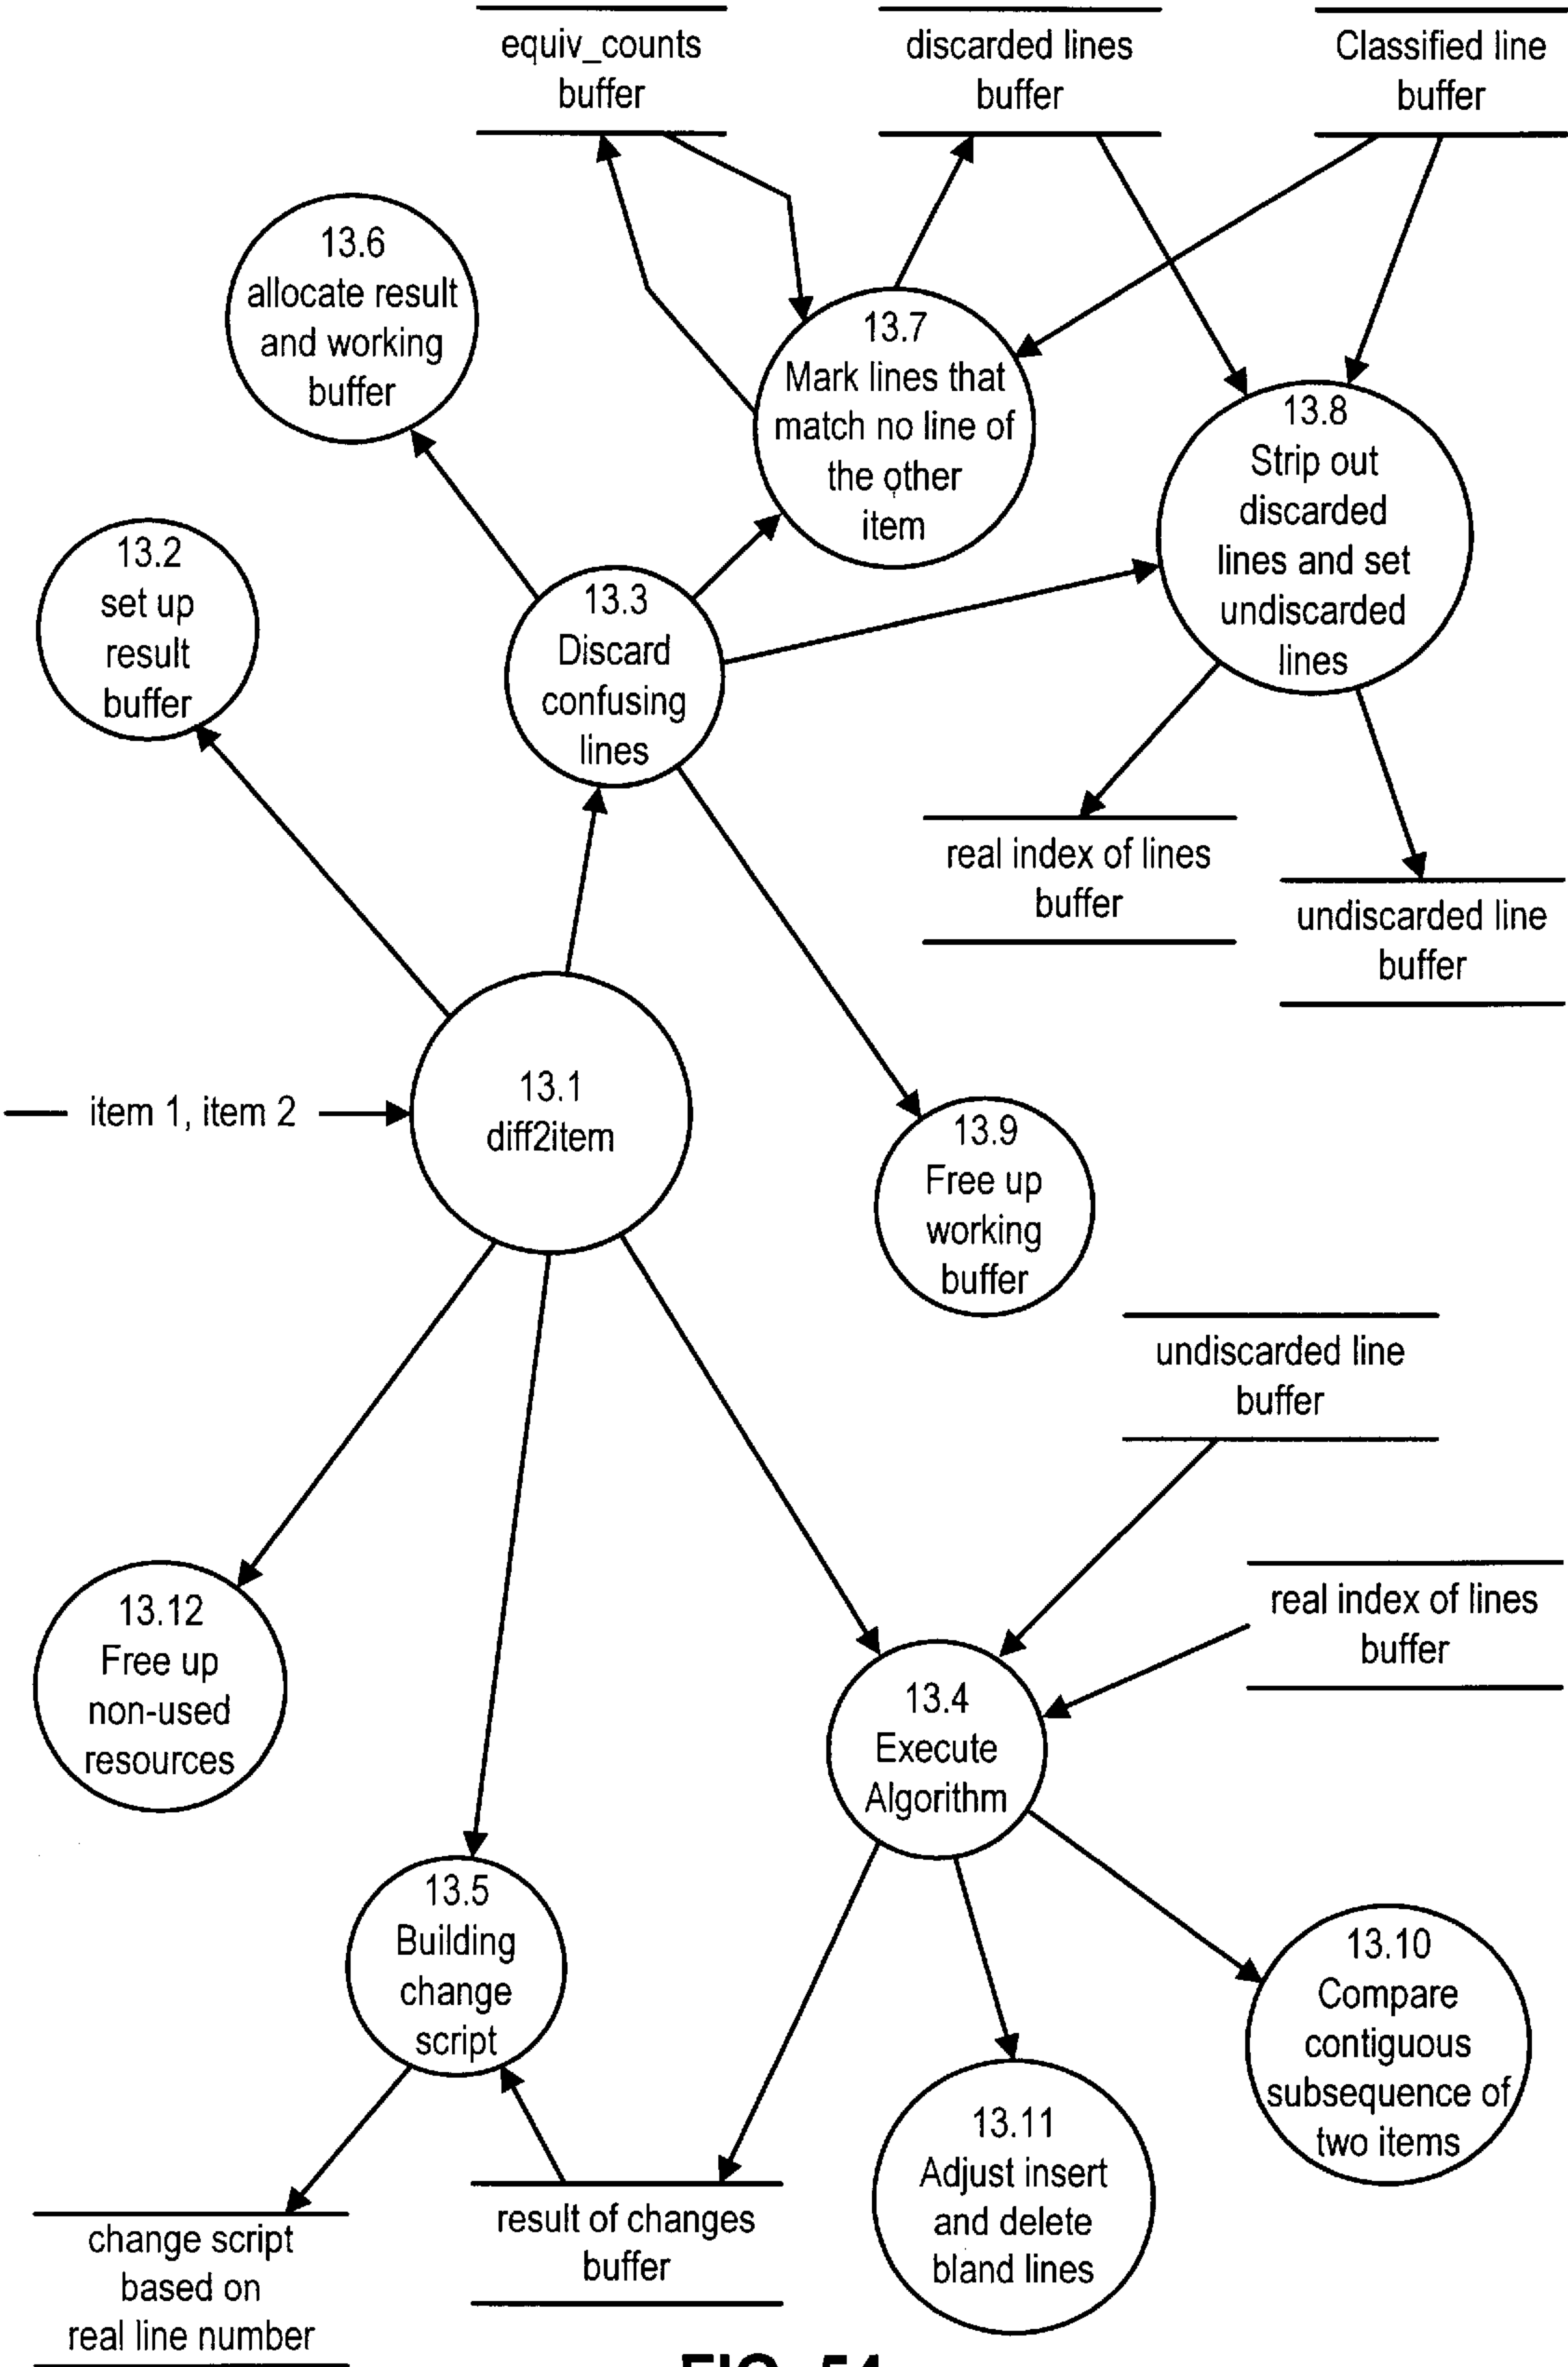 equiv_counts
buffer
discarded lines
buffer
Classified line
buffer
13.6
allocate result
and working
buffer
13.7
Mark lines that
match no line of
the other
item
13.8
Strip out
discarded
lines and set
undiscarded
lines
13.2
set up
result
buffer
13.3
Discard
confusing
lines
real index of lines
buffer
undiscarded line
buffer
item 1, item 2
13.1
diff2item
13.9
Free up
working
buffer
undiscarded line
buffer
real index of lines
buffer
13.12
Free up
non-used
resources
13.4
Execute
Algorithm
13.5
Building
change
script
13.10
Compare
contiguous
subsequence of
two items
13.11
Adjust insert
and delete
bland lines
result of changes
buffer
change script
based on
real line number